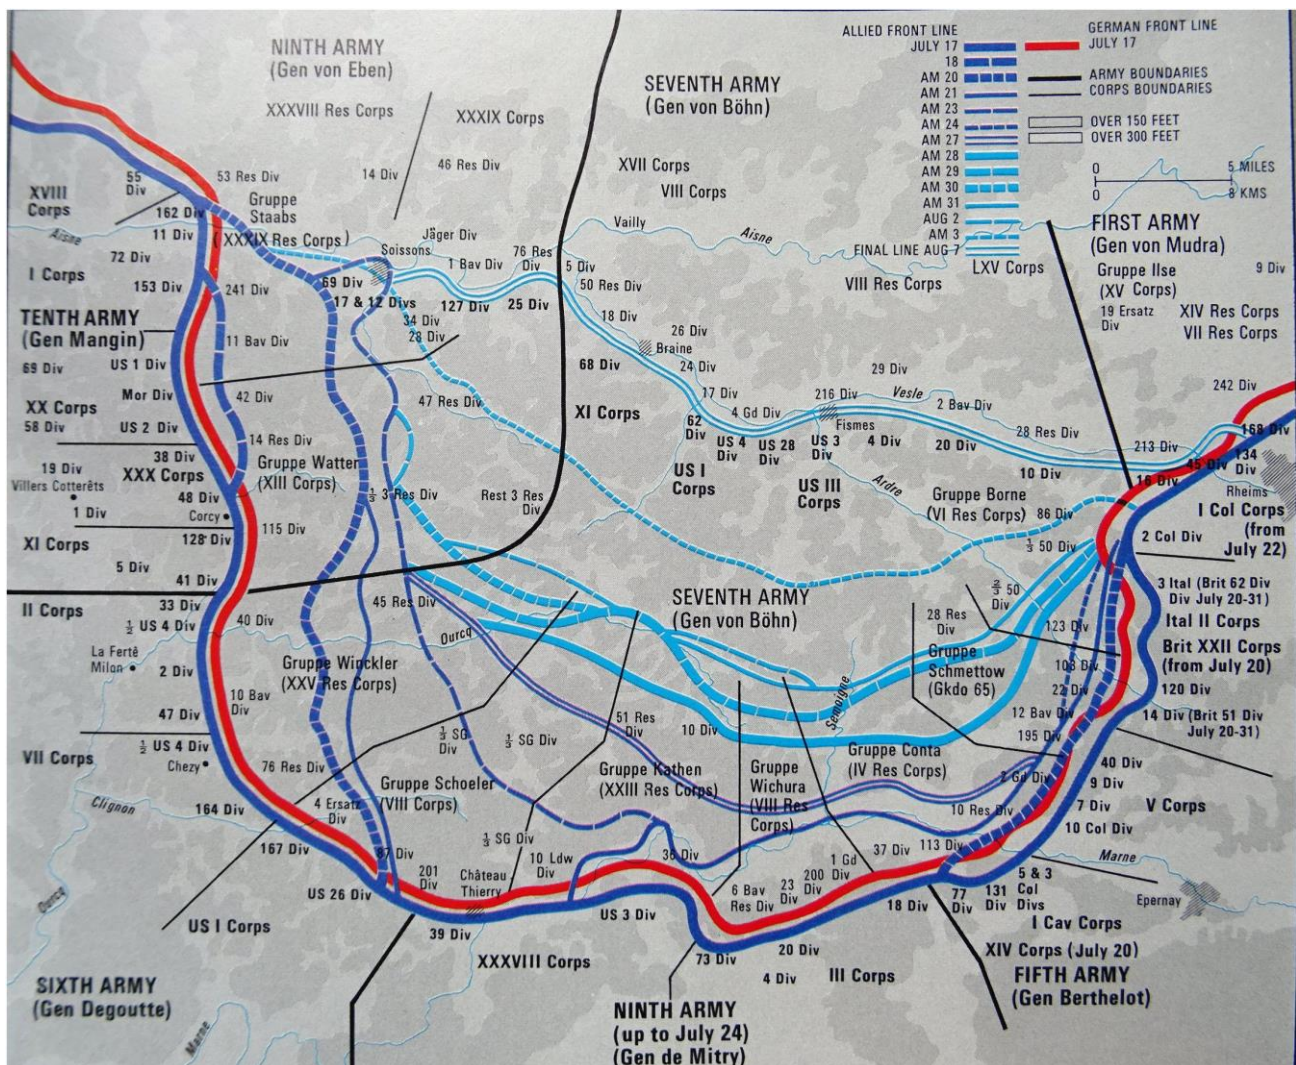 NINTH ARMY
(Gen von Eben)
XXXVIII Res Corps
XXXIX Corps
SEVENTH ARMY
(Gen von Böhn)
ALLIED FRONT LINE
JULY 17
18
AM 20
AM 21
AM 23
AM 24
AM 27
AM 28
AM 29
AM 30
AM 31
AUG 2
AM 3
FINAL LINE AUG 7
GERMAN FRONT LINE
JULY 17
ARMY BOUNDARIES
CORPS BOUNDARIES
OVER 150 FEET
OVER 300 FEET
0 5 MILES
0 8 KMS
55
Div
53 Res Div
14 Div
46 Res Div
XVII Corps
VIII Corps
XVIII
Corps
162 Div
Gruppe
Staabs
(XXXIX Res Corps)
Aisne
11 Div
Soissons
Jäger Div
1 Bav Div
76 Res
Div
Vailly
Aisne
FIRST ARMY
(Gen von Mudra)
LXV Corps
Gruppe Ilse
(XV Corps)
9 Div
19 Ersatz
Div
XIV Res Corps
VII Res Corps
72 Div
I Corps
153 Div
241 Div
69 Div
17 & 12 Divs
127 Div
25 Div
5 Div
50 Res Div
VIII Res Corps
TENTH ARMY
(Gen Mangin)
34 Div
28 Div
18 Div
26 Div
Braine
11 Bav Div
69 Div
US 1 Div
68 Div
24 Div
29 Div
Mor Div
42 Div
47 Res Div
17 Div
216 Div
Vesle
2 Bav Div
242 Div
XX Corps
58 Div
US 2 Div
XI Corps
62
Div
4 Gd Div
US 4
Div
US 28
Div
US 3
Div
Fismes
4 Div
20 Div
28 Res Div
213 Div
168 Div
14 Res Div
38 Div
XXX Corps
Gruppe Watter
(XIII Corps)
US I
Corps
US III
Corps
Ardre
10 Div
45 Div
134
Div
16 Div
Rheims
19 Div
Villers Cotterêts
48 Div
⅓ 3 Res Div
Rest 3 Res
Div
Gruppe Borne
(VI Res Corps)
86 Div
I Col Corps
(from
July 22)
1 Div
Corcy
115 Div
128 Div
2 Col Div
XI Corps
⅓ 50 Div
5 Div
41 Div
3 Ital (Brit 62 Div
Div July 20-31)
Ital II Corps
II Corps
33 Div
½ US 4 Div
40 Div
45 Res Div
SEVENTH ARMY
(Gen von Böhn)
⅔ 50
Div
28 Res
Div
123 Div
Brit XXII Corps
(from July 20)
Ourcq
La Fertê
Milon
2 Div
Gruppe Winckler
(XXV Res Corps)
Gruppe
Schmettow
(Gkdo 65)
103 Div
22 Div
120 Div
10 Bav
Div
47 Div
Semoigne
12 Bav Div
14 Div (Brit 51 Div
July 20-31)
½ US 4 Div
VII Corps
Chezy
76 Res Div
⅓ SG
Div
⅓ SG Div
51 Res
Div
10 Div
195 Div
Gruppe Conta
(IV Res Corps)
40 Div
Gruppe Schoeler
(VIII Corps)
Gruppe Kathen
(XXIII Res Corps)
Gruppe
Wichura
(VIII Res
Corps)
2 Gd Div
9 Div
7 Div
V Corps
Clignon
164 Div
4 Ersatz
Div
10 Res Div
10 Col Div
167 Div
⅓ SG Div
87 Div
10 Ldw
Div
36 Div
37 Div
113 Div
Marne
201
Div
Château
Thierry
1 Gd
Div
200
Div
23
Div
6 Bav
Res Div
5 & 3
Col
Divs
Epernay
US 26 Div
US 3 Div
18 Div
77
Div
131
Div
Ourcq
US I Corps
39 Div
I Cav Corps
20 Div
XIV Corps (July 20)
XXXVIII Corps
73 Div
4 Div
III Corps
FIFTH ARMY
(Gen Berthelot)
SIXTH ARMY
(Gen Degoutte)
NINTH ARMY
(up to July 24)
(Gen de Mitry)
Marne